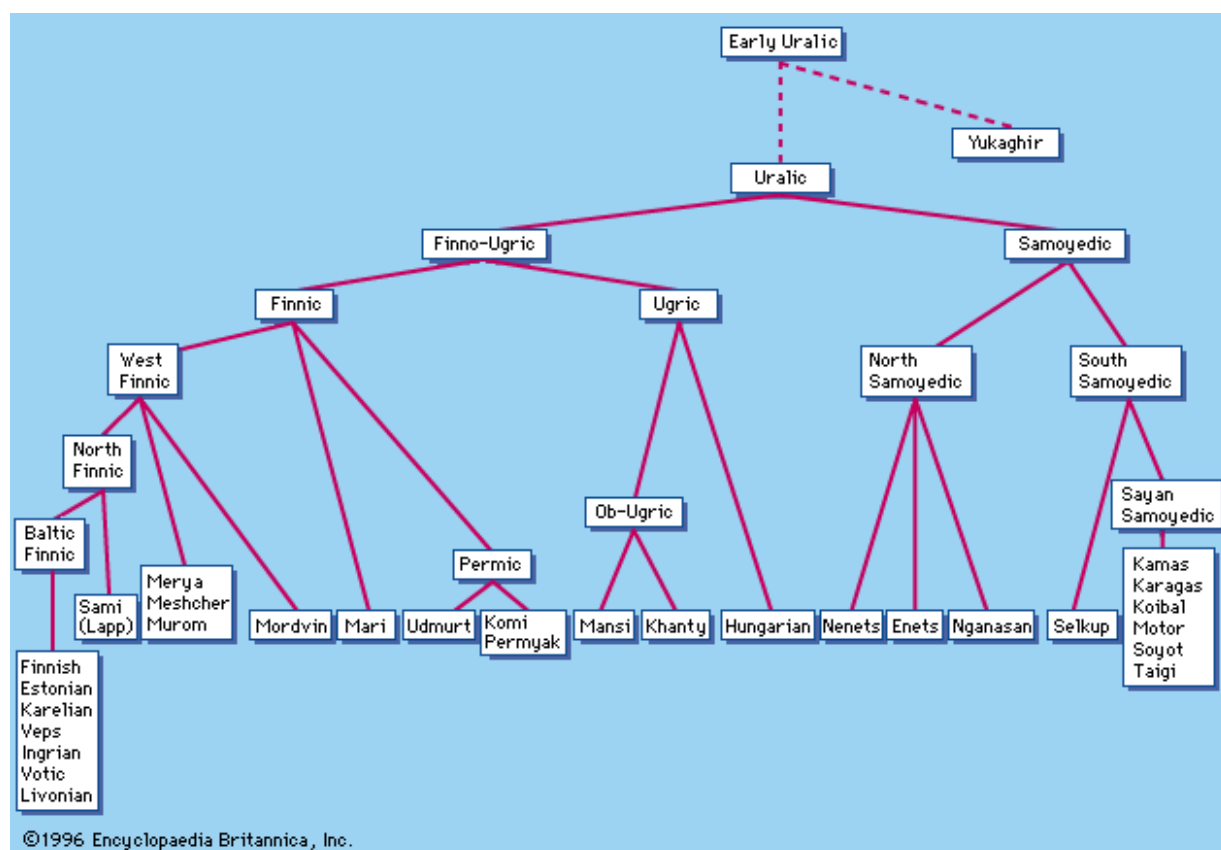 Early Uralic
Yukaghir
Uralic
Finno-Ugric
Samoyedic
Finnic
Ugric
West
Finnic
North
Samoyedic
South
Samoyedic
North
Finnic
Sayan
Samoyedic
Ob-Ugric
Baltic
Finnic
Permic
Kamas
Karagas
Koibal
Motor
Soyot
Taigi
Merya
Meshcher
Murom
Sami
(Lapp)
Mordvin
Mari
Udmurt
Komi
Permyak
Mansi
Khanty
Hungarian
Nenets
Enets
Nganasan
Selkup
Finnish
Estonian
Karelian
Veps
Ingrian
Votic
Livonian
©1996 Encyclopaedia Britannica, Inc.